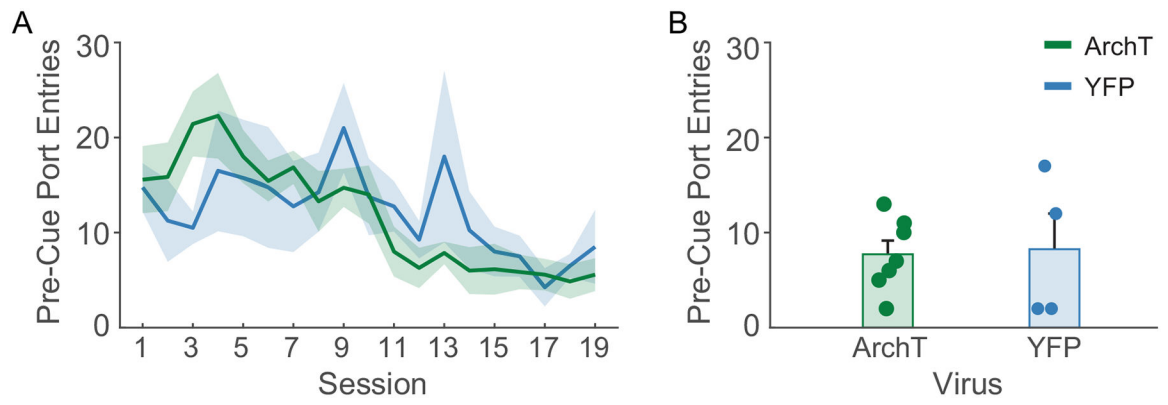 A
Pre-Cue Port Entries
30
20
10
0
1 3 5 7 9 11 13 15 17 19
Session
B
Pre-Cue Port Entries
30
20
10
0
ArchT
YFP
ArchT YFP
Virus